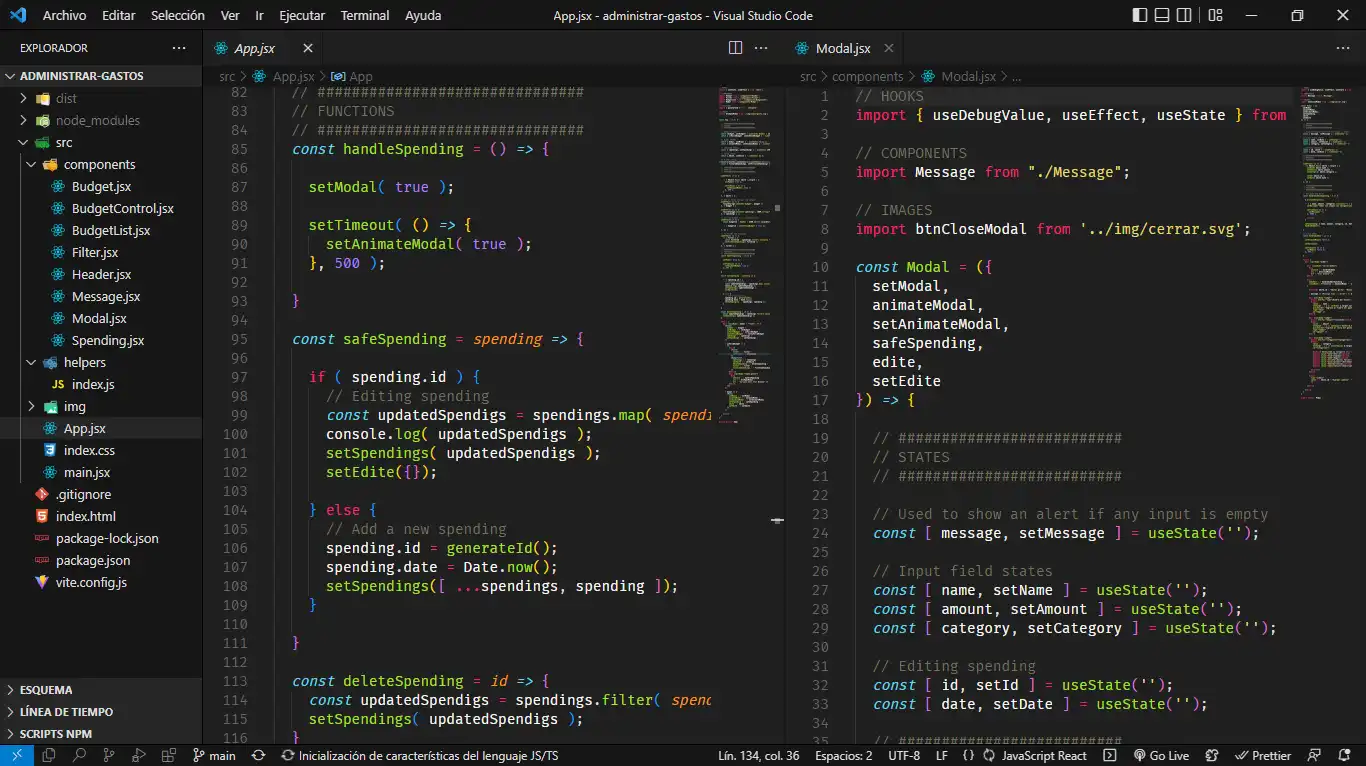 Archivo Editar Selección Ver Ir Ejecutar Terminal Ayuda
App.jsx - administrar-gastos - Visual Studio Code
EXPLORADOR
ADMINISTRAR-GASTOS
dist
node_modules
src
components
Budget.jsx
BudgetControl.jsx
BudgetList.jsx
Filter.jsx
Header.jsx
Message.jsx
Modal.jsx
Spending.jsx
helpers
JS index.js
img
App.jsx
index.css
main.jsx
.gitignore
index.html
package-lock.json
package.json
vite.config.js
ESQUEMA
LÍNEA DE TIEMPO
SCRIPTS NPM
App.jsx
src > App.jsx > App
82 // ###############################
83 // FUNCTIONS
84 // ###############################
85 const handleSpending = () => {
86
87 setModal( true );
88
89 setTimeout( () => {
90 setAnimateModal( true );
91 }, 500 );
92
93 }
94
95 const safeSpending = spending => {
96
97 if ( spending.id ) {
98 // Editing spending
99 const updatedSpendigs = spendings.map( spendi
100 console.log( updatedSpendigs );
101 setSpendings( updatedSpendigs );
102 setEdite({});
103
104 } else {
105 // Add a new spending
106 spending.id = generateId();
107 spending.date = Date.now();
108 setSpendings([ ...spendings, spending ]);
109 }
110
111 }
112
113 const deleteSpending = id => {
114 const updatedSpendigs = spendings.filter( spend
115 setSpendings( updatedSpendigs );
116 }
Modal.jsx
src > components > Modal.jsx > ...
1 // HOOKS
2 import { useDebugValue, useEffect, useState } from
3
4 // COMPONENTS
5 import Message from "./Message";
6
7 // IMAGES
8 import btnCloseModal from '../img/cerrar.svg';
9
10 const Modal = ({
11 setModal,
12 animateModal,
13 setAnimateModal,
14 safeSpending,
15 edite,
16 setEdite
17 }) => {
18
19 // ##########################
20 // STATES
21 // ##########################
22
23 // Used to show an alert if any input is empty
24 const [ message, setMessage ] = useState('');
25
26 // Input field states
27 const [ name, setName ] = useState('');
28 const [ amount, setAmount ] = useState('');
29 const [ category, setCategory ] = useState('');
30
31 // Editing spending
32 const [ id, setId ] = useState('');
33 const [ date, setDate ] = useState('');
34
35 // ##########################
main
Inicialización de características del lenguaje JS/TS
Lín. 134, col. 36 Espacios: 2 UTF-8 LF {} JavaScript React Go Live Prettier